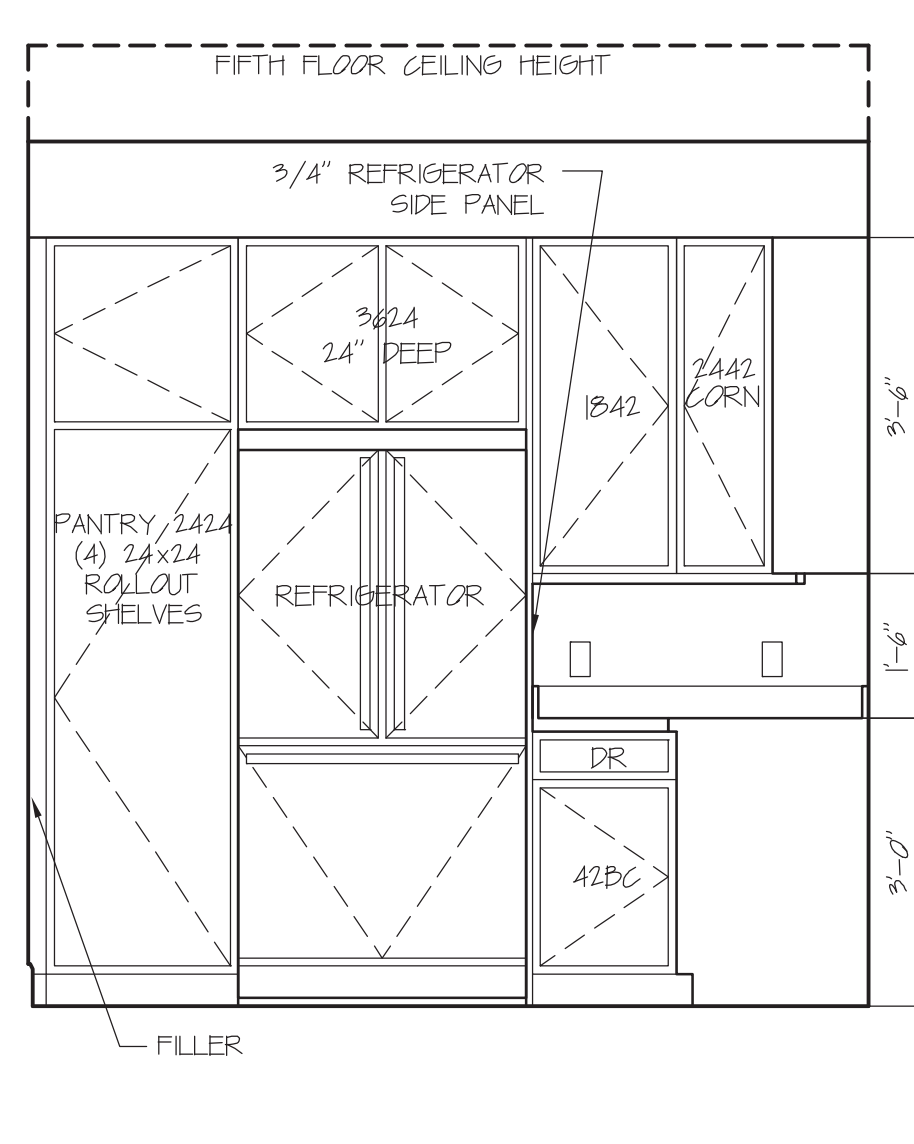 FIFTH FLOOR CEILING HEIGHT
3/4" REFRIGERATOR
SIDE PANEL
3624
24" DEEP
1842
2442
CORN
3'-6"
PANTRY 2424
(4) 24x24
ROLLOUT
SHELVES
REFRIGERATOR
1'-6"
DR
42BC
3'-0"
FILLER